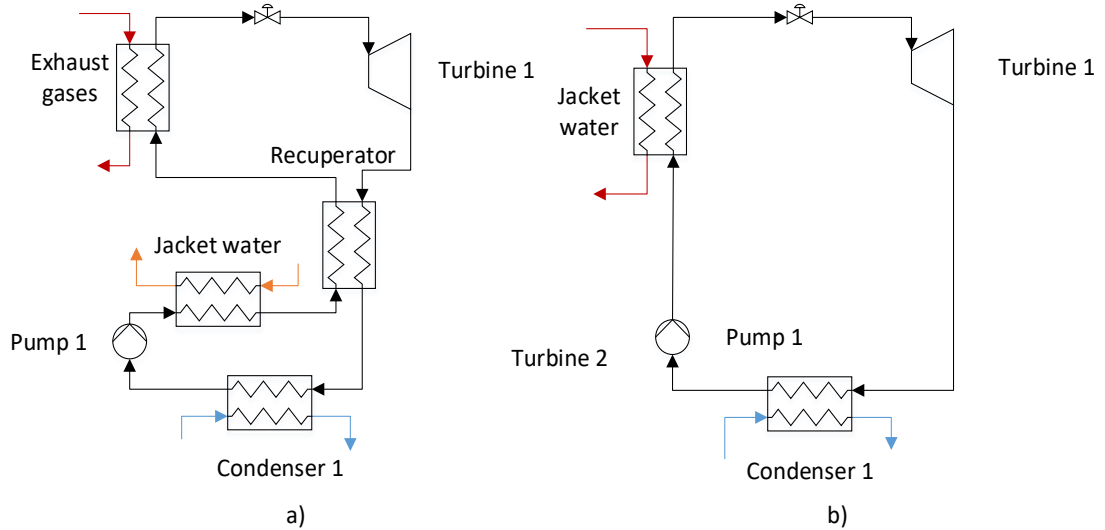 Exhaust
gases
Turbine 1
Recuperator
Jacket water
Pump 1
Condenser 1
a)
Jacket
water
Turbine 1
Pump 1
Turbine 2
Condenser 1
b)